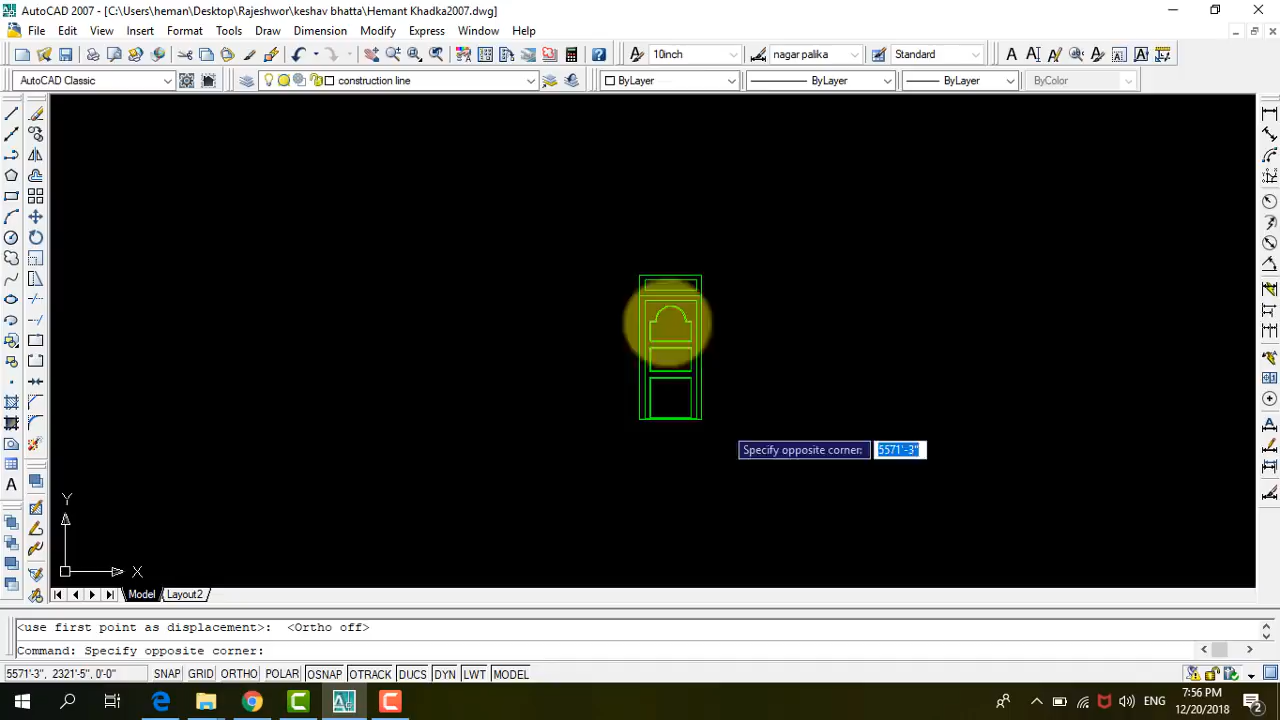 AutoCAD 2007 - [C:\Users\heman\Desktop\Rajeshwor\keshav bhatta\Hemant Khadka2007.dwg]
File Edit View Insert Format Tools Draw Dimension Modify Express Window Help
10inch nagar palika Standard
AutoCAD Classic construction line ByLayer ByLayer ByLayer ByColor
Specify opposite corner: 5571'-3"
Y
X
Model Layout2
<use first point as displacement>:  <Ortho off>
Command: Specify opposite corner:
5571'-3", 2321'-5", 0'-0" SNAP GRID ORTHO POLAR OSNAP OTRACK DUCS DYN LWT MODEL
ENG 7:56 PM
12/20/2018 2